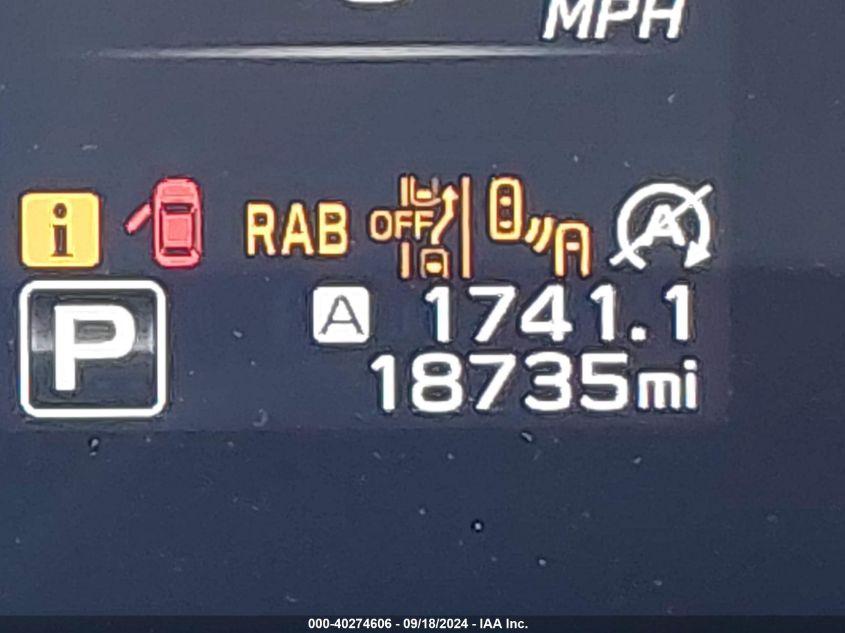 MPH
i RAB OFF A
P A 1741.1
18735mi
000-40274606 - 09/18/2024 - IAA Inc.